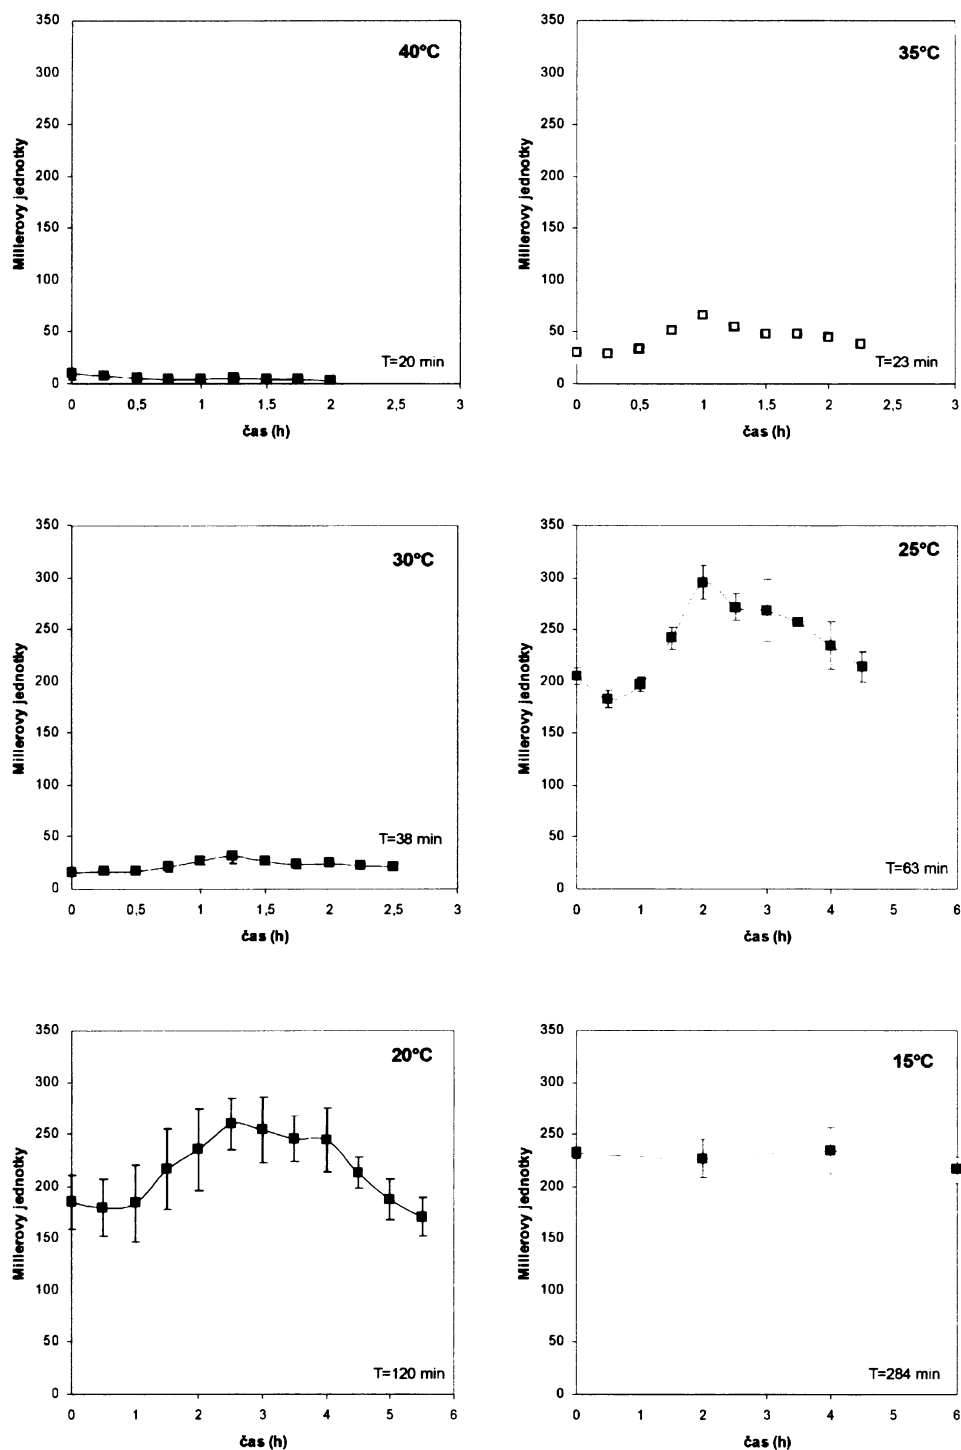 350
300
250
200
150
100
50
0
Millerovy jednotky
40°C
T=20 min
0 0,5 1 1,5 2 2,5 3
čas (h)
350
300
250
200
150
100
50
0
Millerovy jednotky
35°C
T=23 min
0 0,5 1 1,5 2 2,5 3
čas (h)
350
300
250
200
150
100
50
0
Millerovy jednotky
30°C
T=38 min
0 0,5 1 1,5 2 2,5 3
čas (h)
350
300
250
200
150
100
50
0
Millerovy jednotky
25°C
T=63 min
0 1 2 3 4 5 6
čas (h)
350
300
250
200
150
100
50
0
Millerovy jednotky
20°C
T=120 min
0 1 2 3 4 5 6
čas (h)
350
300
250
200
150
100
50
0
Millerovy jednotky
15°C
T=284 min
0 1 2 3 4 5 6
čas (h)